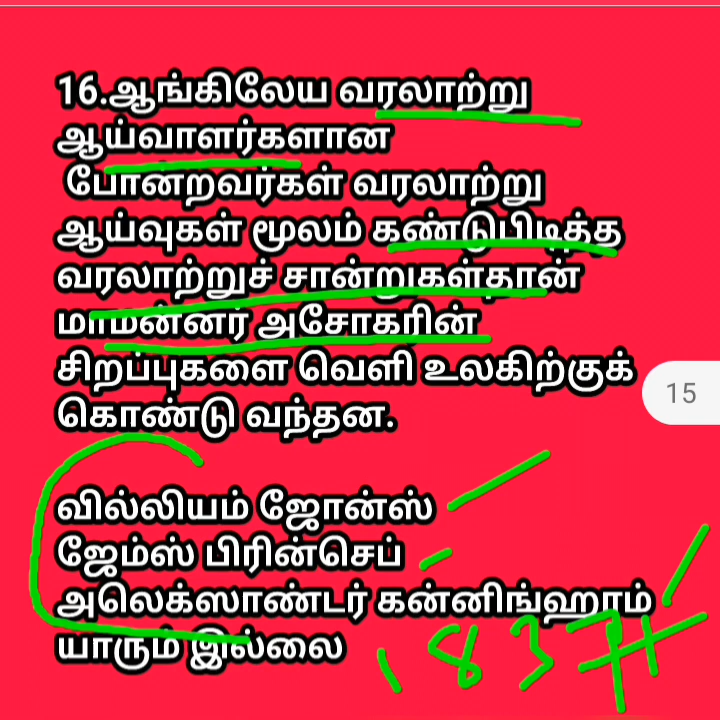 16.ஆங்கிலேய வரலாற்று
ஆய்வாளர்களான
போன்றவர்கள் வரலாற்று
ஆய்வுகள் மூலம் கண்டுபிடித்த
வரலாற்றுச் சான்றுகள்தான்
மாமன்னர் அசோகரின்
சிறப்புகளை வெளி உலகிற்குக்
கொண்டு வந்தன.
15
வில்லியம் ஜோன்ஸ்
ஜேம்ஸ் பிரின்செப்
அலெக்ஸாண்டர் கன்னிங்ஹாம்
யாரும் இல்லை
1837